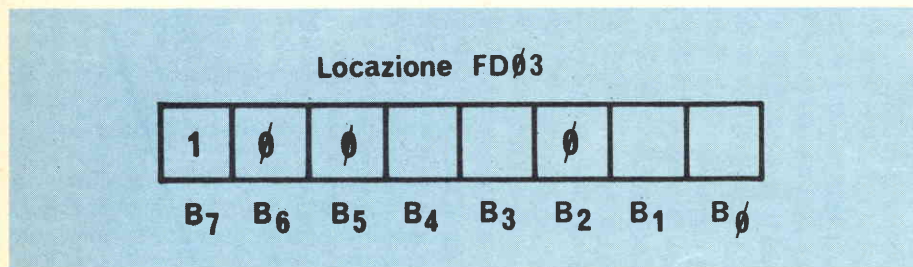 Locazione FDØ3
1 Ø Ø Ø
B7 B6 B5 B4 B3 B2 B1 BØ